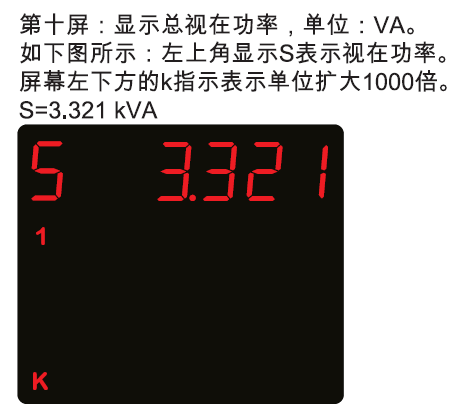 第十屏：显示总视在功率，单位：VA。
如下图所示：左上角显示S表示视在功率。
屏幕左下方的k指示表示单位扩大1000倍。
S=3.321 kVA
S 3.321
1
K